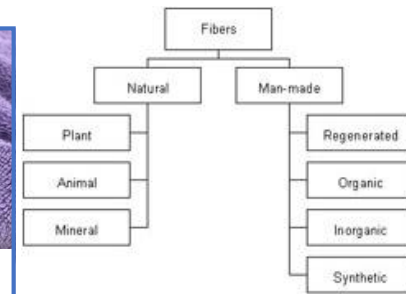 Fibers
Natural
Man-made
Plant
Regenerated
Animal
Organic
Mineral
Inorganic
Synthetic